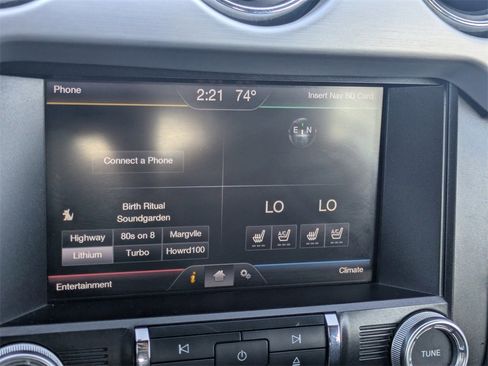 Phone
2:21 74°
Insert Nav SD Card
E N
Connect a Phone
Birth Ritual
Soundgarden
LO LO
Highway 80s on 8 Margvlle
Lithium Turbo Howrd100
A/C A/C
Entertainment
Climate
TUNE